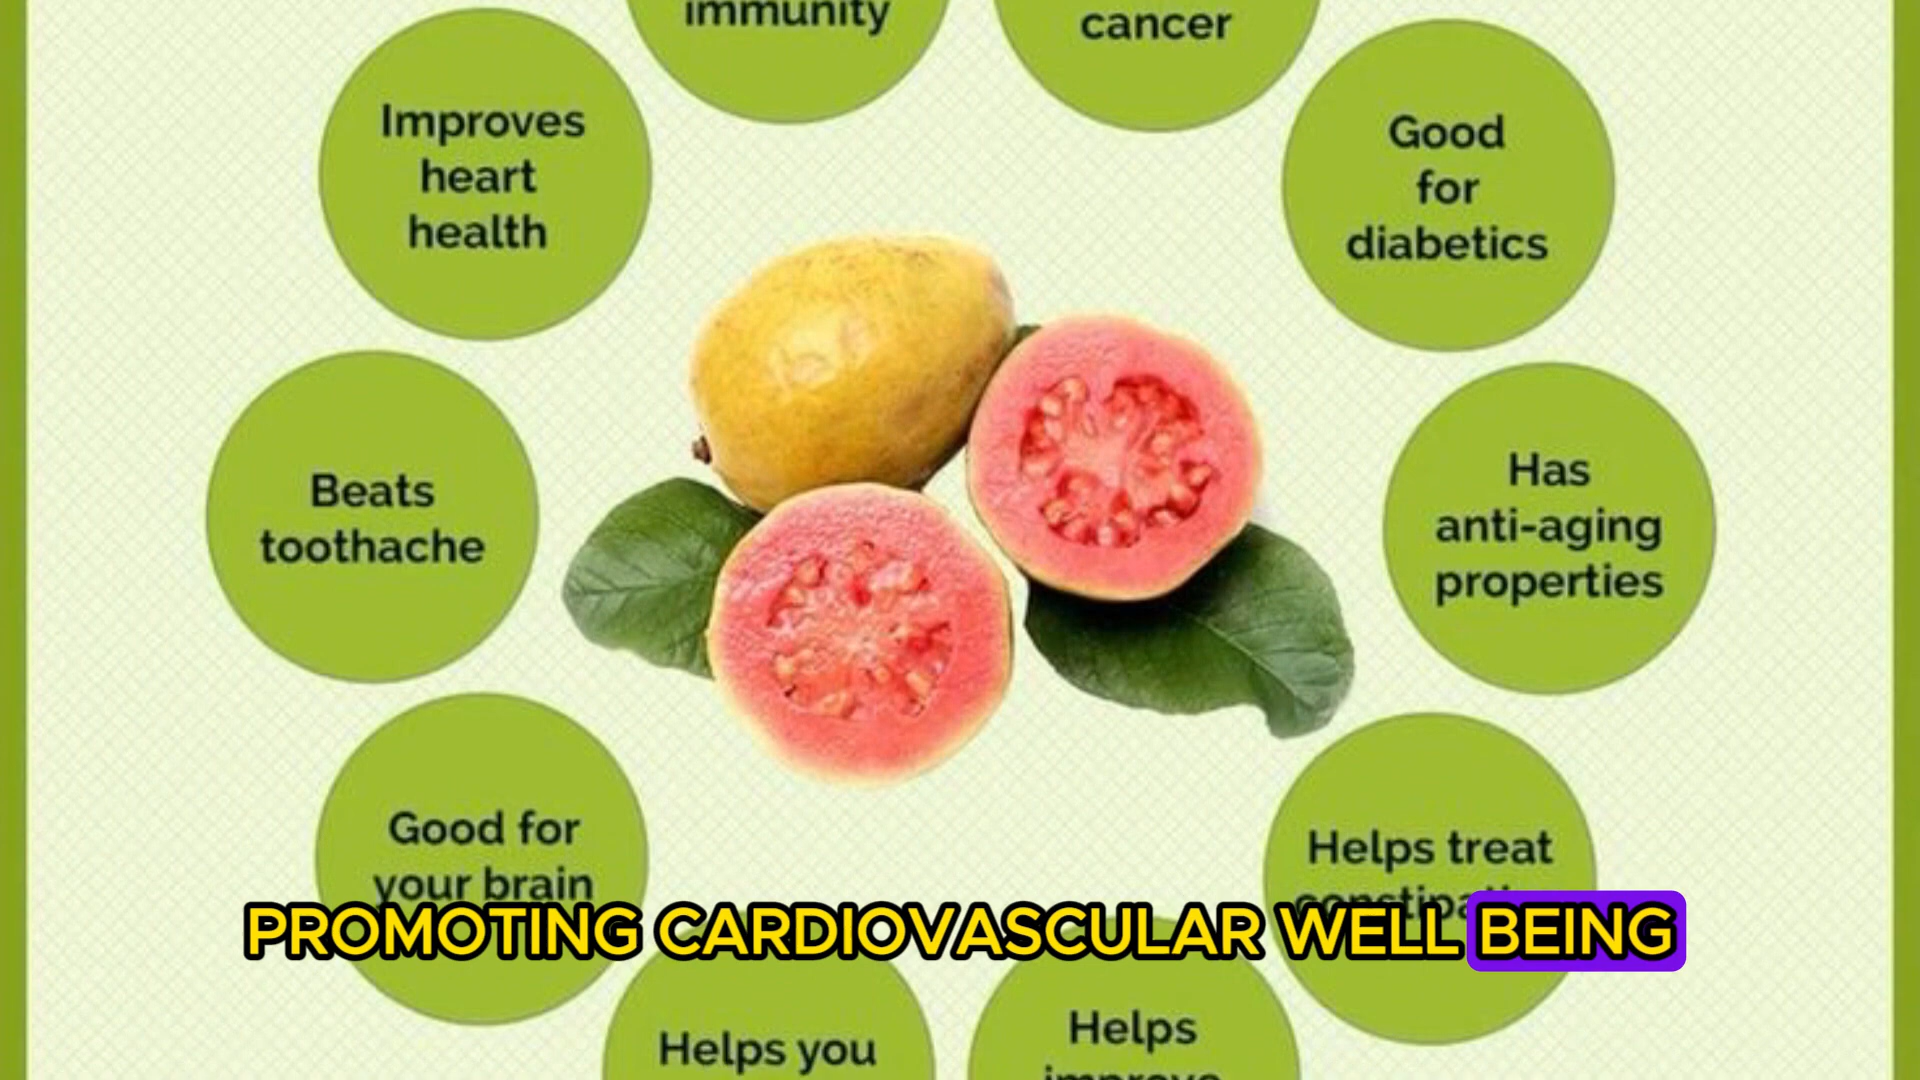 immunity
cancer
Improves
heart
health
Good
for
diabetics
Beats
toothache
Has
anti-aging
properties
Good for
your brain
Helps treat
PROMOTING CARDIOVASCULAR WELL BEING
Helps you
Helps
improve